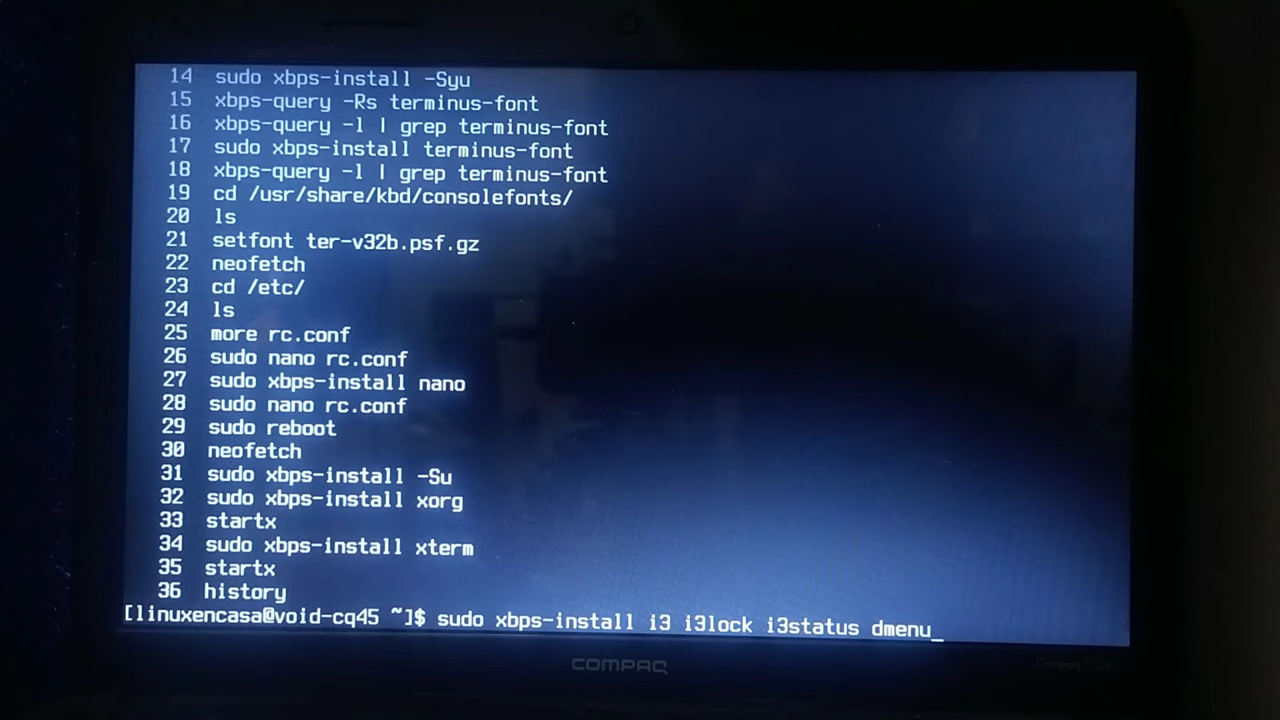 14 sudo xbps-install -Syu
15 xbps-query -Rs terminus-font
16 xbps-query -l | grep terminus-font
17 sudo xbps-install terminus-font
18 xbps-query -l | grep terminus-font
19 cd /usr/share/kbd/consolefonts/
20 ls
21 setfont ter-v32b.psf.gz
22 neofetch
23 cd /etc/
24 ls
25 more rc.conf
26 sudo nano rc.conf
27 sudo xbps-install nano
28 sudo nano rc.conf
29 sudo reboot
30 neofetch
31 sudo xbps-install -Su
32 sudo xbps-install xorg
33 startx
34 sudo xbps-install xterm
35 startx
36 history
[linuxencasa@void-cq45 ~]$ sudo xbps-install i3 i3lock i3status dmenu_
COMPAQ